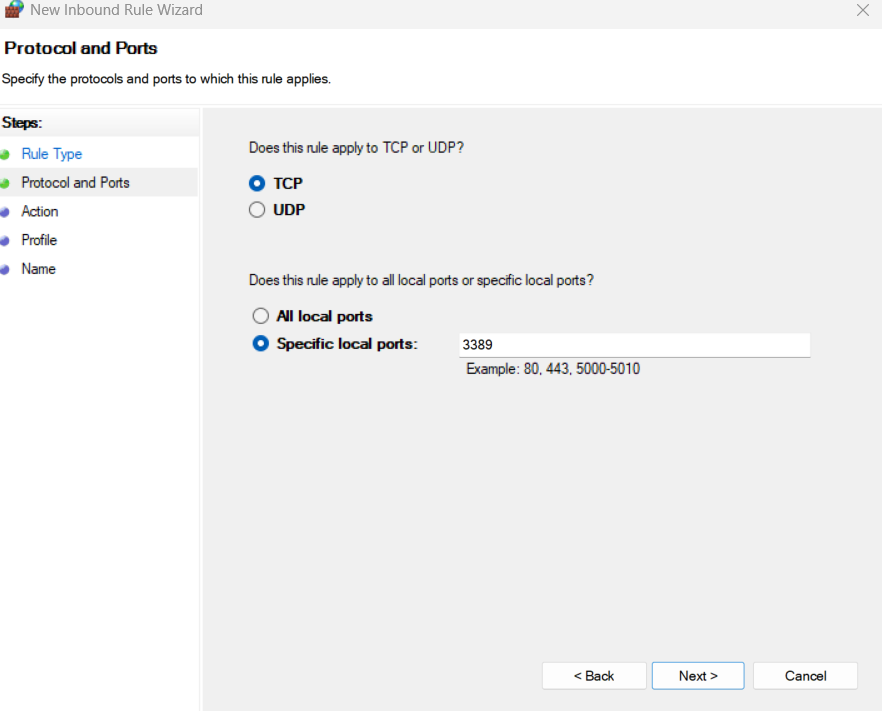 New Inbound Rule Wizard
Protocol and Ports
Specify the protocols and ports to which this rule applies.
Steps:
Rule Type
Protocol and Ports
Action
Profile
Name
Does this rule apply to TCP or UDP?
TCP
UDP
Does this rule apply to all local ports or specific local ports?
All local ports
Specific local ports: 3389
Example: 80, 443, 5000-5010
< Back Next > Cancel